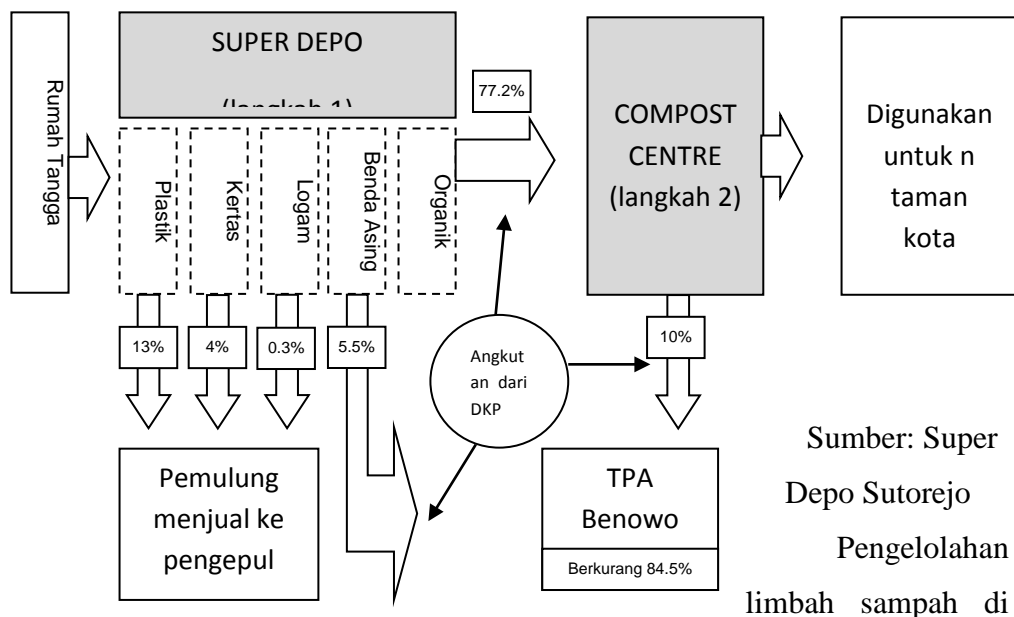 Rumah Tangga
SUPER DEPO
(langkah 1)
Plastik
Kertas
Logam
Benda Asing
Organik
77.2%
COMPOST
CENTRE
(langkah 2)
Digunakan
untuk n
taman
kota
13%
4%
0.3%
5.5%
10%
Angkut
an dari
DKP
Pemulung
menjual ke
pengepul
TPA
Benowo
Berkurang 84.5%
Sumber: Super
Depo Sutorejo
Pengelolahan
limbah sampah di